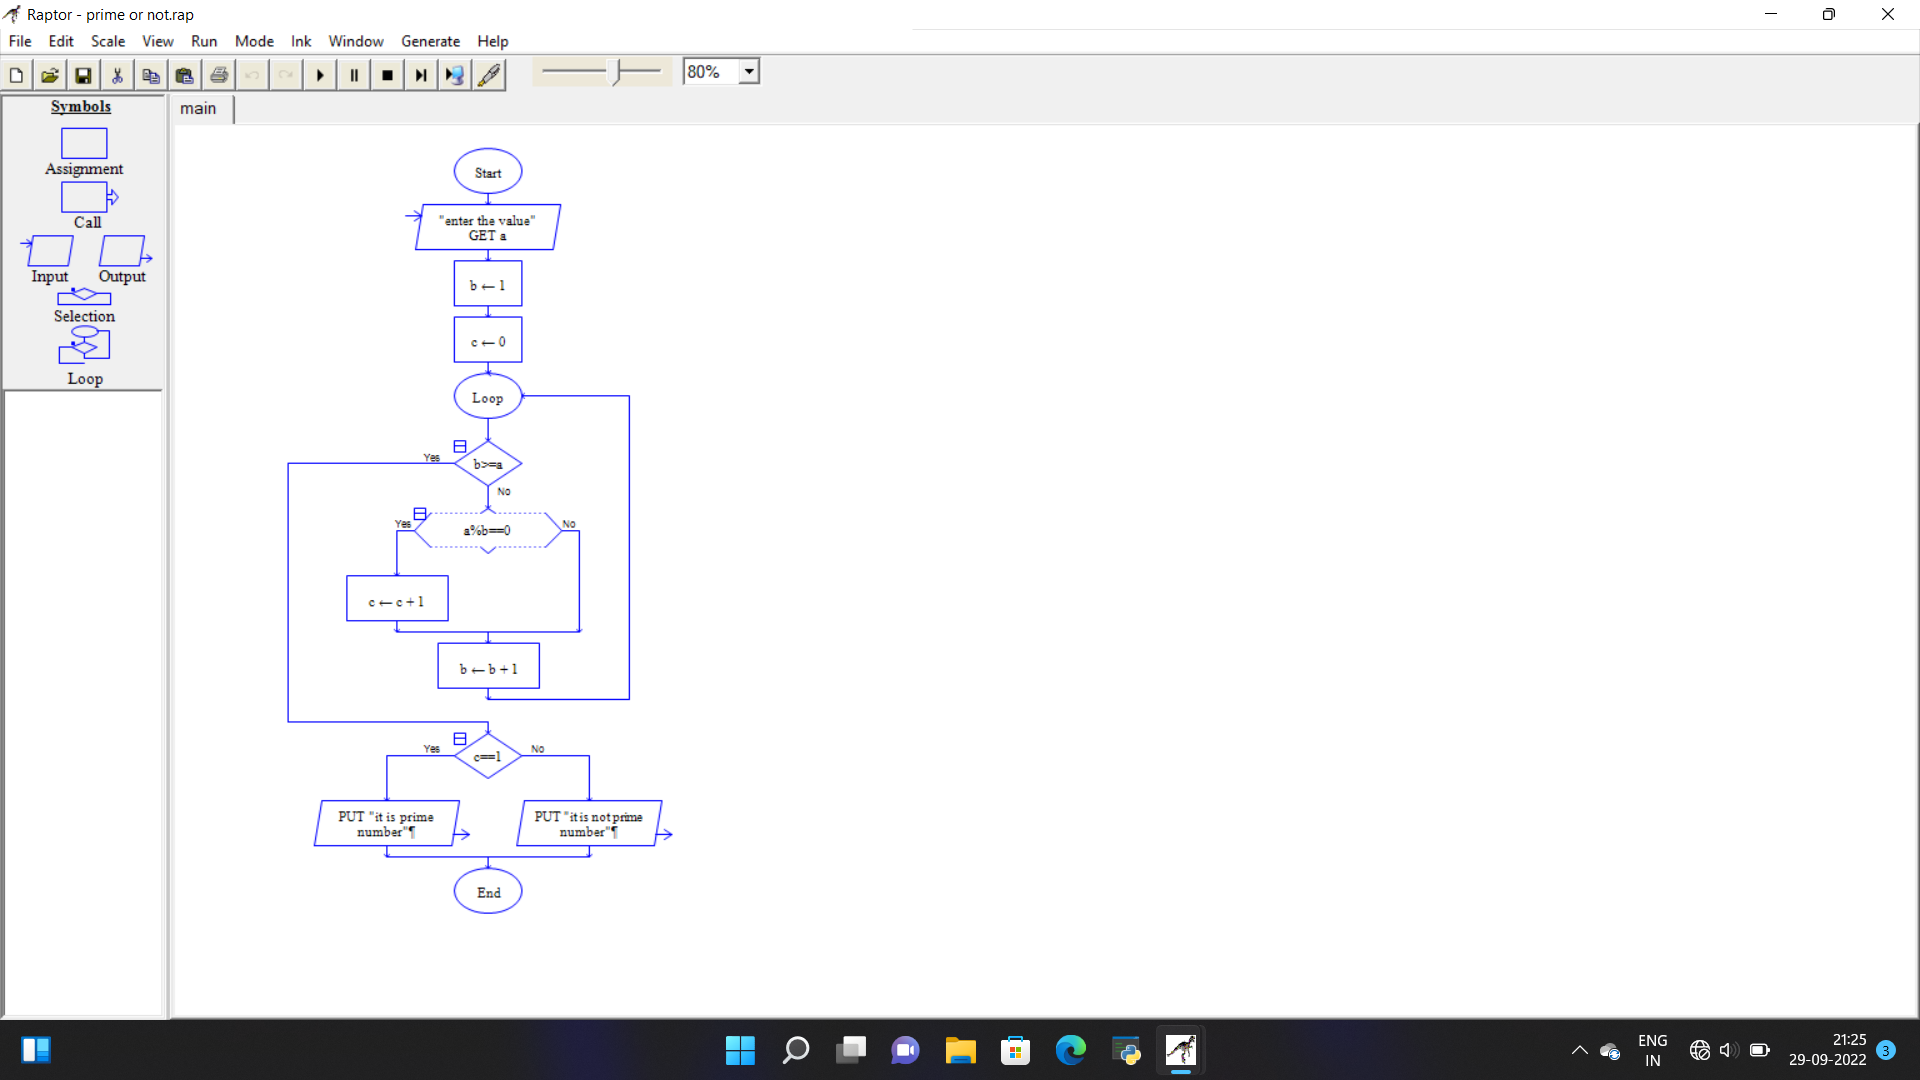 Raptor - prime or not.rap
File Edit Scale View Run Mode Ink Window Generate Help
80%
Symbols
Assignment
Call
Input Output
Selection
Loop
main
Start
"enter the value"
GET a
b ← 1
c ← 0
Loop
Yes
b>=a
No
Yes
a%b==0
No
c ← c + 1
b ← b + 1
Yes
c==1
No
PUT "it is prime
number"¶
PUT "it is not prime
number"¶
End
ENG
IN
21:25
29-09-2022
3